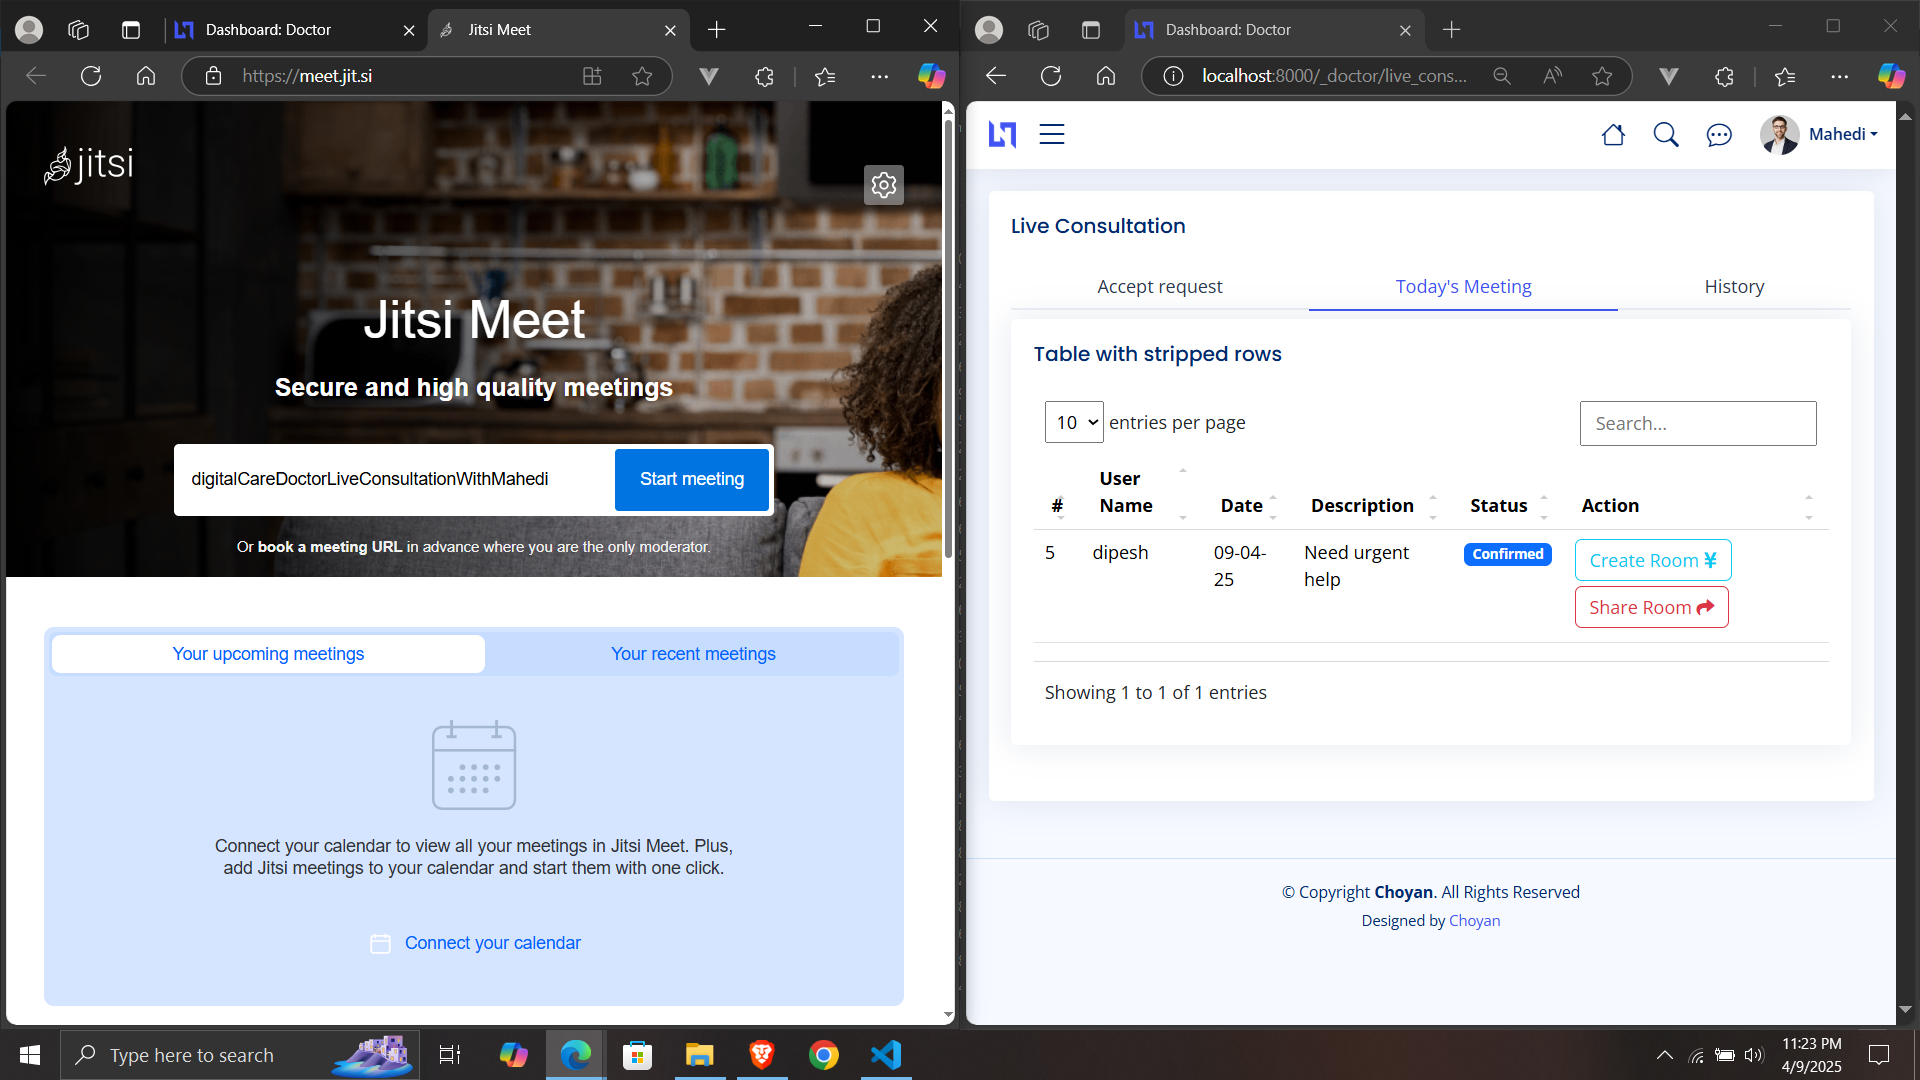 Dashboard: Doctor
Jitsi Meet
https://meet.jit.si
jitsi
Jitsi Meet
Secure and high quality meetings
digitalCareDoctorLiveConsultationWithMahedi
Start meeting
Or book a meeting URL in advance where you are the only moderator.
Your upcoming meetings
Your recent meetings
Connect your calendar to view all your meetings in Jitsi Meet. Plus,
add Jitsi meetings to your calendar and start them with one click.
Connect your calendar
Dashboard: Doctor
localhost:8000/_doctor/live_cons...
Mahedi
Live Consultation
Accept request
Today's Meeting
History
Table with stripped rows
10 entries per page
Search...
# User Name Date Description Status Action
5 dipesh 09-04-25 Need urgent help Confirmed Create Room ¥
Share Room
Showing 1 to 1 of 1 entries
© Copyright Choyan. All Rights Reserved
Designed by Choyan
Type here to search
11:23 PM
4/9/2025